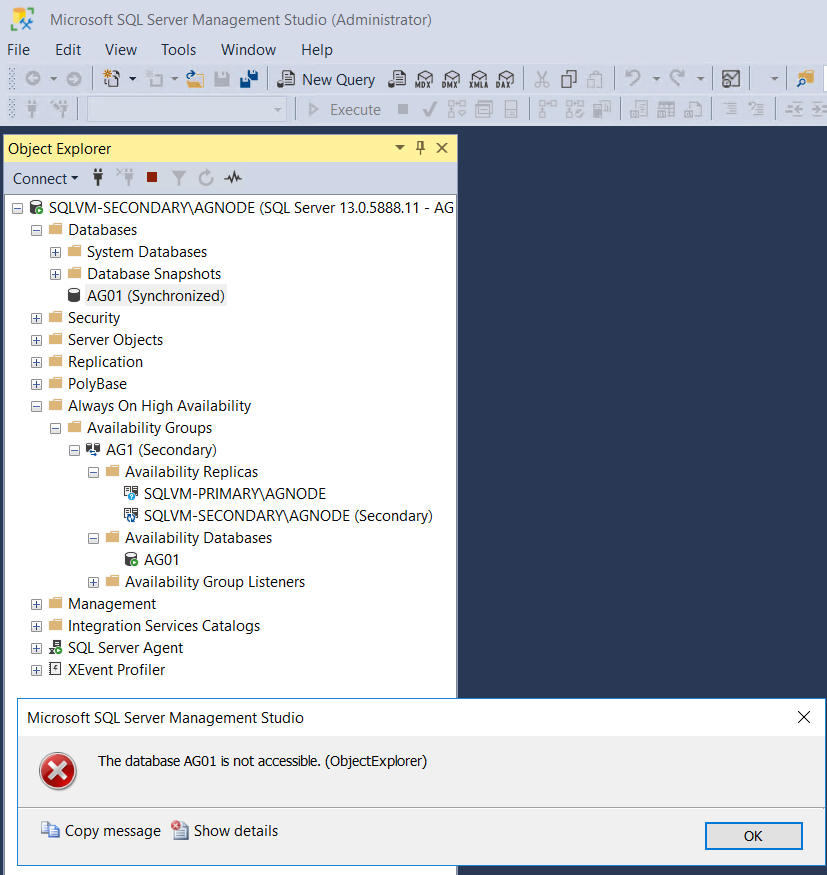 Microsoft SQL Server Management Studio (Administrator)
File Edit View Tools Window Help
New Query MDX DMX XMLA DAX
Execute
Object Explorer
Connect
SQLVM-SECONDARY\AGNODE (SQL Server 13.0.5888.11 - AG
Databases
System Databases
Database Snapshots
AG01 (Synchronized)
Security
Server Objects
Replication
PolyBase
Always On High Availability
Availability Groups
AG1 (Secondary)
Availability Replicas
SQLVM-PRIMARY\AGNODE
SQLVM-SECONDARY\AGNODE (Secondary)
Availability Databases
AG01
Availability Group Listeners
Management
Integration Services Catalogs
SQL Server Agent
XEvent Profiler
Microsoft SQL Server Management Studio
The database AG01 is not accessible. (ObjectExplorer)
Copy message Show details OK